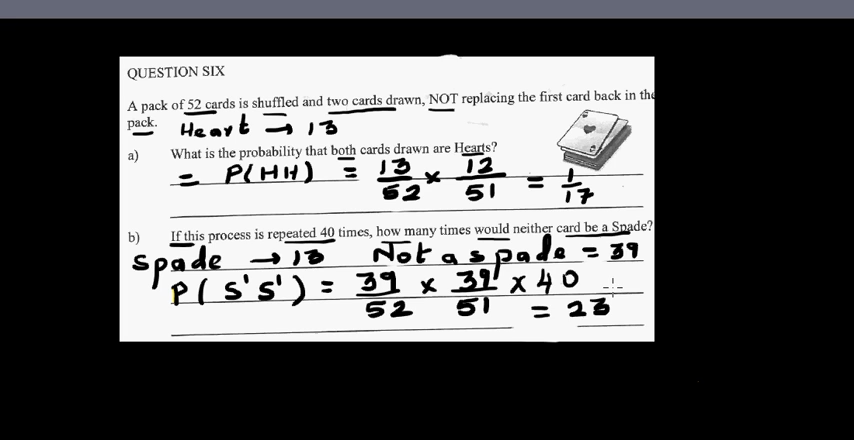 QUESTION SIX
A pack of 52 cards is shuffled and two cards drawn, NOT replacing the first card back in the
pack. Heart → 13
a) What is the probability that both cards drawn are Hearts?
= P(HH) = 13/52 × 12/51 = 1/17
b) If this process is repeated 40 times, how many times would neither card be a Spade?
Spade → 13 Not a spade = 39
P(S'S') = 39/52 × 39/51 × 40
= 23